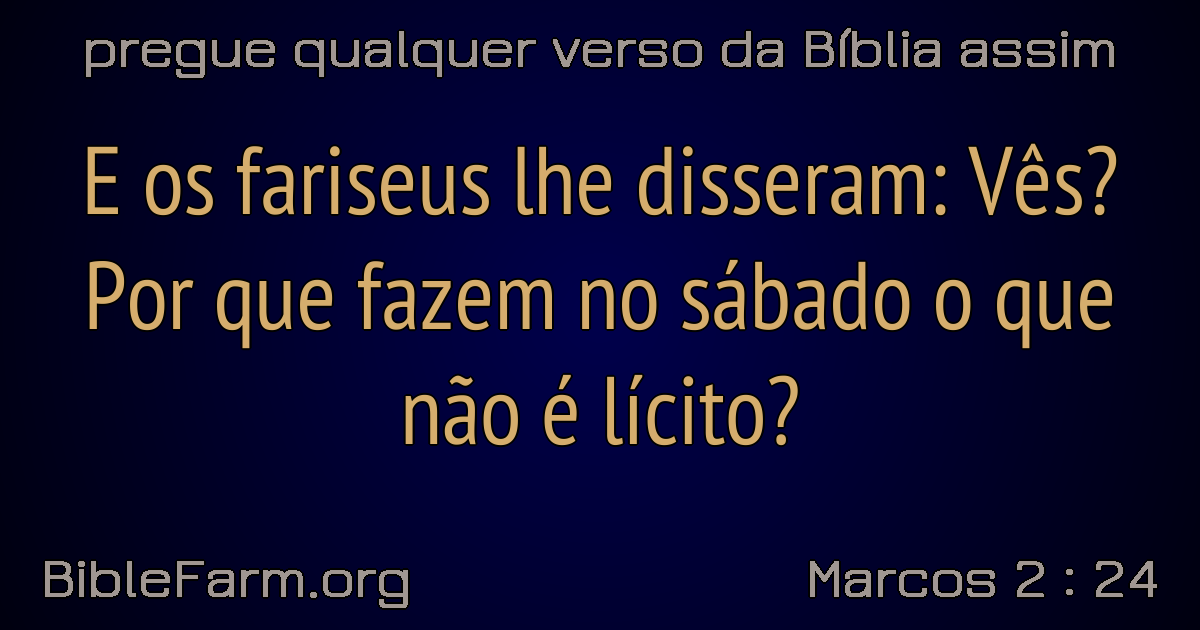 pregue qualquer verso da Bíblia assim
E os fariseus lhe disseram: Vês?
Por que fazem no sábado o que
não é lícito?
BibleFarm.org
Marcos 2 : 24